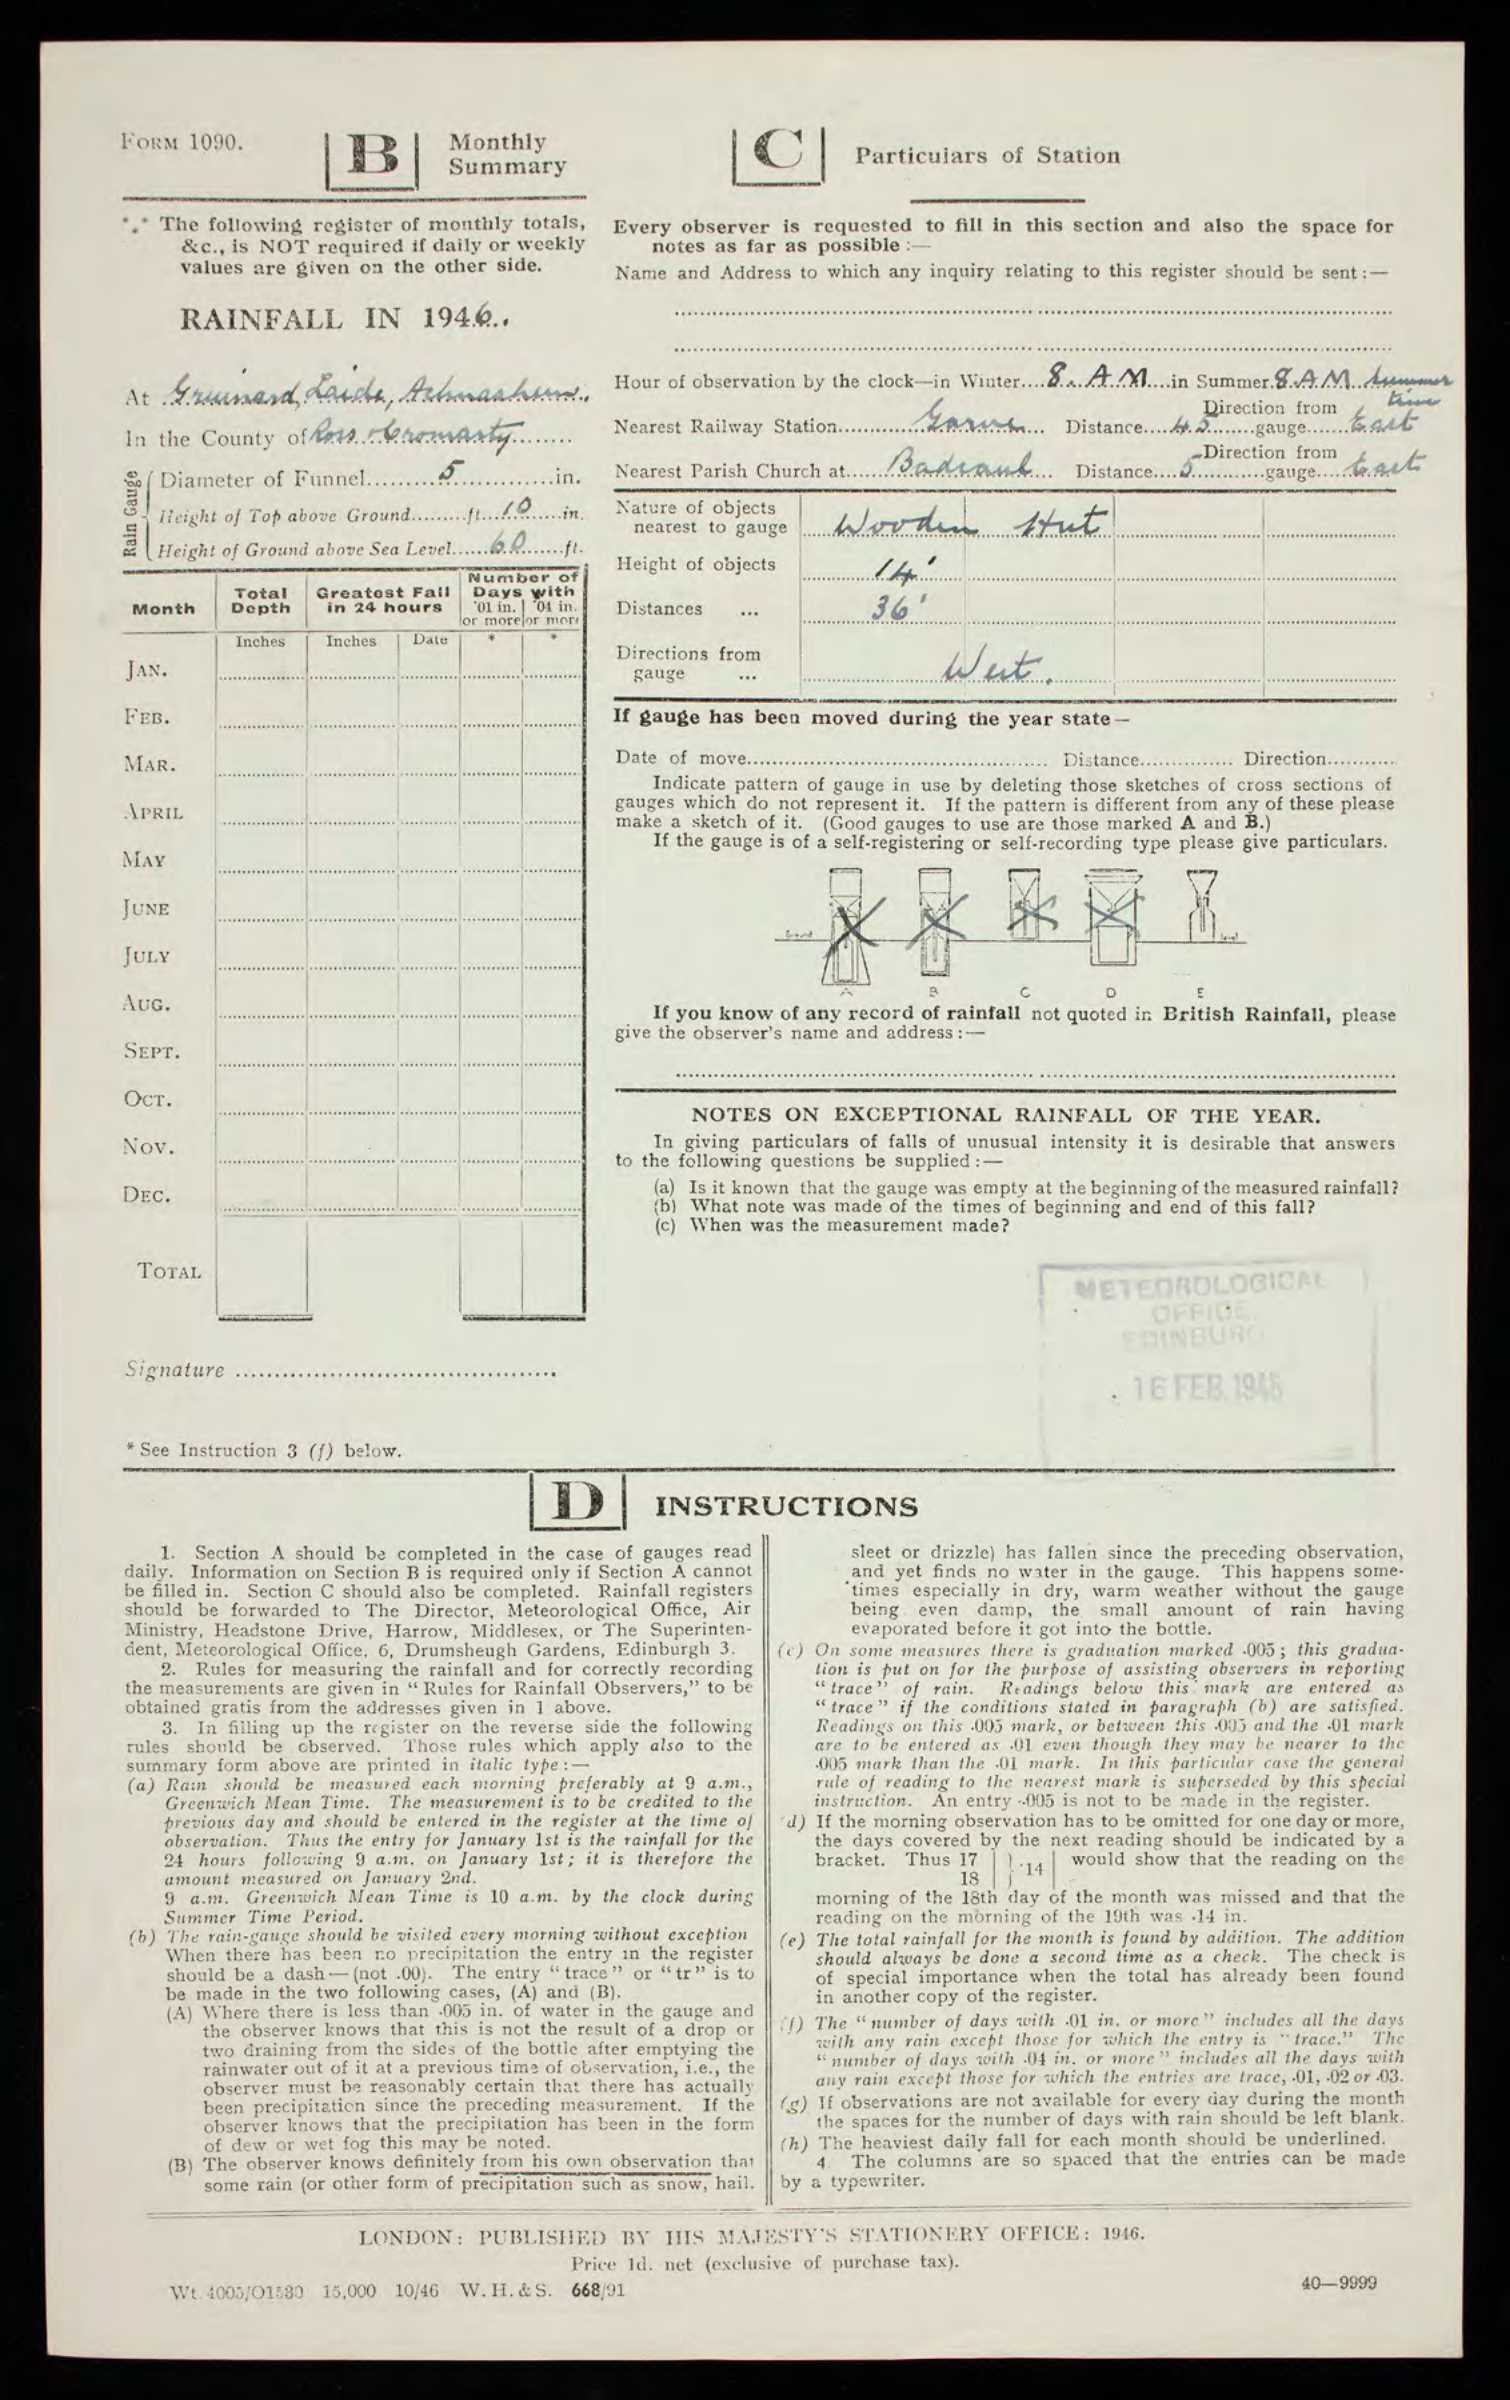 FORM 1090.
B
Monthly
Summary
*.* The following register of monthly totals,
&c., is NOT required if daily or weekly
values are given on the other side.
RAINFALL IN 1946.
At Gruinard, Laide, Achnasheen.
In the County of Ross & Cromarty
Rain Gauge
Diameter of Funnel 5 in.
Height of Top above Ground ft. 10 in.
Height of Ground above Sea Level 60 ft.
Month
Total Depth
Greatest Fall in 24 hours
Number of Days with
·01 in. or more
·04 in. or more
Inches Inches Date * *
JAN.
FEB.
MAR.
APRIL
MAY
JUNE
JULY
AUG.
SEPT.
OCT.
NOV.
DEC.
TOTAL
Signature
* See Instruction 3 (f) below.
C
Particulars of Station
Every observer is requested to fill in this section and also the space for
notes as far as possible :—
Name and Address to which any inquiry relating to this register should be sent :—
Hour of observation by the clock—in Winter 8. A.M. in Summer 8. A.M. Summer time
Nearest Railway Station Garve Distance 45 Direction from gauge East
Nearest Parish Church at Badcaul Distance 5 Direction from gauge East
Nature of objects
nearest to gauge Wooden Hut
Height of objects 14'
Distances ... 36'
Directions from
gauge ... West.
If gauge has been moved during the year state—
Date of move Distance Direction
Indicate pattern of gauge in use by deleting those sketches of cross sections of
gauges which do not represent it. If the pattern is different from any of these please
make a sketch of it. (Good gauges to use are those marked A and B.)
If the gauge is of a self-registering or self-recording type please give particulars.
Ground Level
A B C D E
If you know of any record of rainfall not quoted in British Rainfall, please
give the observer's name and address :—
NOTES ON EXCEPTIONAL RAINFALL OF THE YEAR.
In giving particulars of falls of unusual intensity it is desirable that answers
to the following questions be supplied :—
(a) Is it known that the gauge was empty at the beginning of the measured rainfall?
(b) What note was made of the times of beginning and end of this fall?
(c) When was the measurement made?
METEOROLOGICAL
OFFICE,
EDINBURG
16 FEB. 194
D
INSTRUCTIONS
1. Section A should be completed in the case of gauges read
daily. Information on Section B is required only if Section A cannot
be filled in. Section C should also be completed. Rainfall registers
should be forwarded to The Director, Meteorological Office, Air
Ministry, Headstone Drive, Harrow, Middlesex, or The Superinten-
dent, Meteorological Office, 6, Drumsheugh Gardens, Edinburgh 3.
2. Rules for measuring the rainfall and for correctly recording
the measurements are given in “Rules for Rainfall Observers,” to be
obtained gratis from the addresses given in 1 above.
3. In filling up the register on the reverse side the following
rules should be observed. Those rules which apply also to the
summary form above are printed in italic type :—
(a) Rain should be measured each morning preferably at 9 a.m.,
Greenwich Mean Time. The measurement is to be credited to the
previous day and should be entered in the register at the time of
observation. Thus the entry for January 1st is the rainfall for the
24 hours following 9 a.m. on January 1st; it is therefore the
amount measured on January 2nd.
9 a.m. Greenwich Mean Time is 10 a.m. by the clock during
Summer Time Period.
(b) The rain-gauge should be visited every morning without exception
When there has been no precipitation the entry in the register
should be a dash — (not .00). The entry “trace” or “tr” is to
be made in the two following cases, (A) and (B).
(A) Where there is less than ·005 in. of water in the gauge and
the observer knows that this is not the result of a drop or
two draining from the sides of the bottle after emptying the
rainwater out of it at a previous time of observation, i.e., the
observer must be reasonably certain that there has actually
been precipitation since the preceding measurement. If the
observer knows that the precipitation has been in the form
of dew or wet fog this may be noted.
(B) The observer knows definitely from his own observation that
some rain (or other form of precipitation such as snow, hail,
sleet or drizzle) has fallen since the preceding observation,
and yet finds no water in the gauge. This happens some-
times especially in dry, warm weather without the gauge
being even damp, the small amount of rain having
evaporated before it got into the bottle.
(c) On some measures there is graduation marked ·005; this gradua-
tion is put on for the purpose of assisting observers in reporting
“trace” of rain. Readings below this mark are entered as
“trace” if the conditions stated in paragraph (b) are satisfied.
Readings on this ·005 mark, or between this ·005 and the ·01 mark
are to be entered as ·01 even though they may be nearer to the
·005 mark than the ·01 mark. In this particular case the general
rule of reading to the nearest mark is superseded by this special
instruction. An entry ·005 is not to be made in the register.
(d) If the morning observation has to be omitted for one day or more,
the days covered by the next reading should be indicated by a
bracket. Thus 17 | } ·14 | would show that the reading on the
18
morning of the 18th day of the month was missed and that the
reading on the morning of the 19th was ·14 in.
(e) The total rainfall for the month is found by addition. The addition
should always be done a second time as a check. The check is
of special importance when the total has already been found
in another copy of the register.
(f) The “number of days with ·01 in. or more” includes all the days
with any rain except those for which the entry is “trace.” The
“number of days with ·04 in. or more” includes all the days with
any rain except those for which the entries are trace, ·01, ·02 or ·03.
(g) If observations are not available for every day during the month
the spaces for the number of days with rain should be left blank.
(h) The heaviest daily fall for each month should be underlined.
4. The columns are so spaced that the entries can be made
by a typewriter.
LONDON: PUBLISHED BY HIS MAJESTY'S STATIONERY OFFICE: 1946.
Price 1d. net (exclusive of purchase tax).
Wt. 4005/O1530 15,000 10/46 W.H.&S. 668/91
40—9999